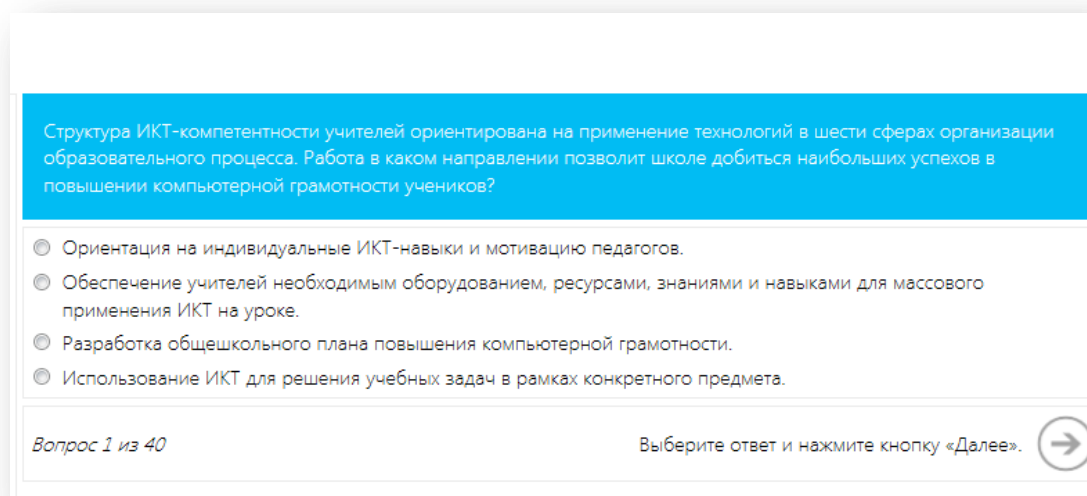 Структура ИКТ-компетентности учителей ориентирована на применение технологий в шести сферах организации
образовательного процесса. Работа в каком направлении позволит школе добиться наибольших успехов в
повышении компьютерной грамотности учеников?
Ориентация на индивидуальные ИКТ-навыки и мотивацию педагогов.
Обеспечение учителей необходимым оборудованием, ресурсами, знаниями и навыками для массового
применения ИКТ на уроке.
Разработка общешкольного плана повышения компьютерной грамотности.
Использование ИКТ для решения учебных задач в рамках конкретного предмета.
Вопрос 1 из 40 Выберите ответ и нажмите кнопку «Далее».